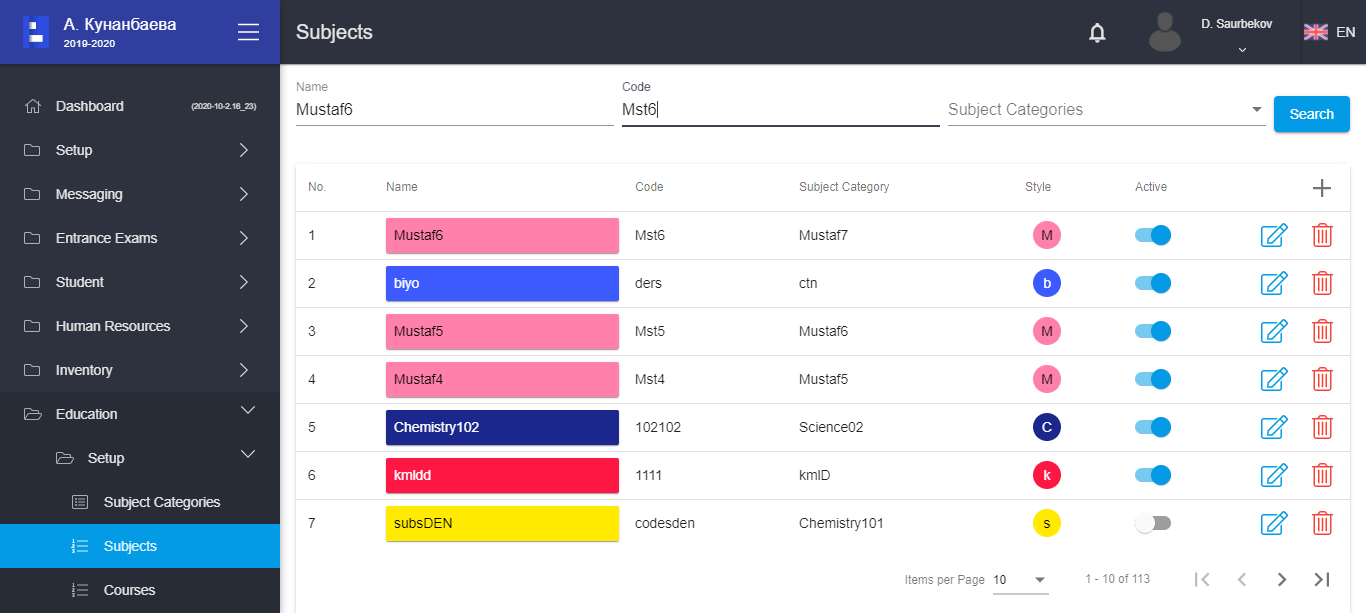 А. Кунанбаева
2019-2020
Subjects
D. Saurbekov
EN
Dashboard
(2020-10-2.16_23)
Setup
Messaging
Entrance Exams
Student
Human Resources
Inventory
Education
Setup
Subject Categories
Subjects
Courses
Name
Mustaf6
Code
Mst6
Subject Categories
Search
No. Name Code Subject Category Style Active
1 Mustaf6 Mst6 Mustaf7 M
2 biyo ders ctn b
3 Mustaf5 Mst5 Mustaf6 M
4 Mustaf4 Mst4 Mustaf5 M
5 Chemistry102 102102 Science02 C
6 kmldd 1111 kmlD k
7 subsDEN codesden Chemistry101 s
Items per Page 10 1 - 10 of 113